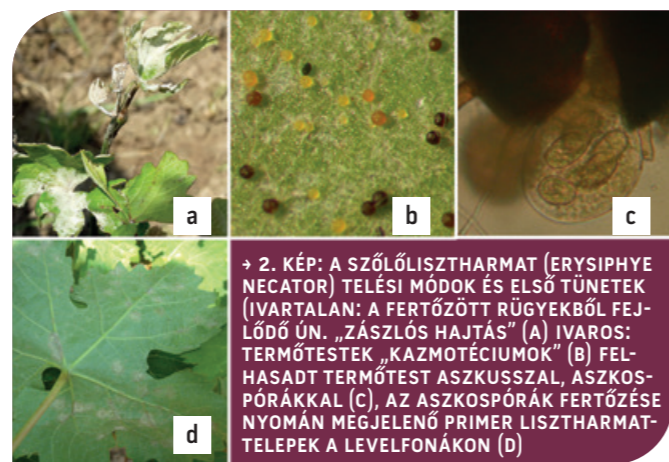 a
b
c
d
→ 2. KÉP: A SZŐLŐLISZTHARMAT (ERYSIPHYE
NECATOR) TELÉSI MÓDOK ÉS ELSŐ TÜNETEK
(IVARTALAN: A FERTŐZÖTT RÜGYEKBŐL FEJ-
LŐDŐ ÚN. „ZÁSZLÓS HAJTÁS” (A) IVAROS:
TERMŐTESTEK „KAZMOTÉCIUMOK” (B) FEL-
HASADT TERMŐTEST ASZKUSSZAL, ASZKOS-
PÓRÁKKAL (C), AZ ASZKOSPÓRÁK FERTŐZÉSE
NYOMÁN MEGJELENŐ PRIMER LISZTHARMAT-
TELEPEK A LEVELFONÁKON (D)